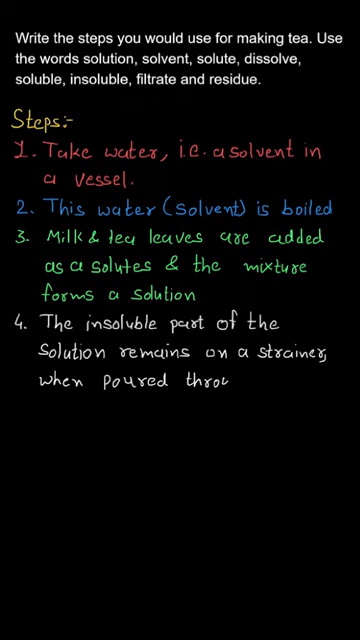 Write the steps you would use for making tea. Use
the words solution, solvent, solute, dissolve,
soluble, insoluble, filtrate and residue.
Steps:-
1. Take water, i.e. a solvent in
a vessel.
2. This water (solvent) is boiled
3. Milk & tea leaves are added
as a solutes & the mixture
forms a solution
4. The insoluble part of the
solution remains on a strainer,
when poured throu